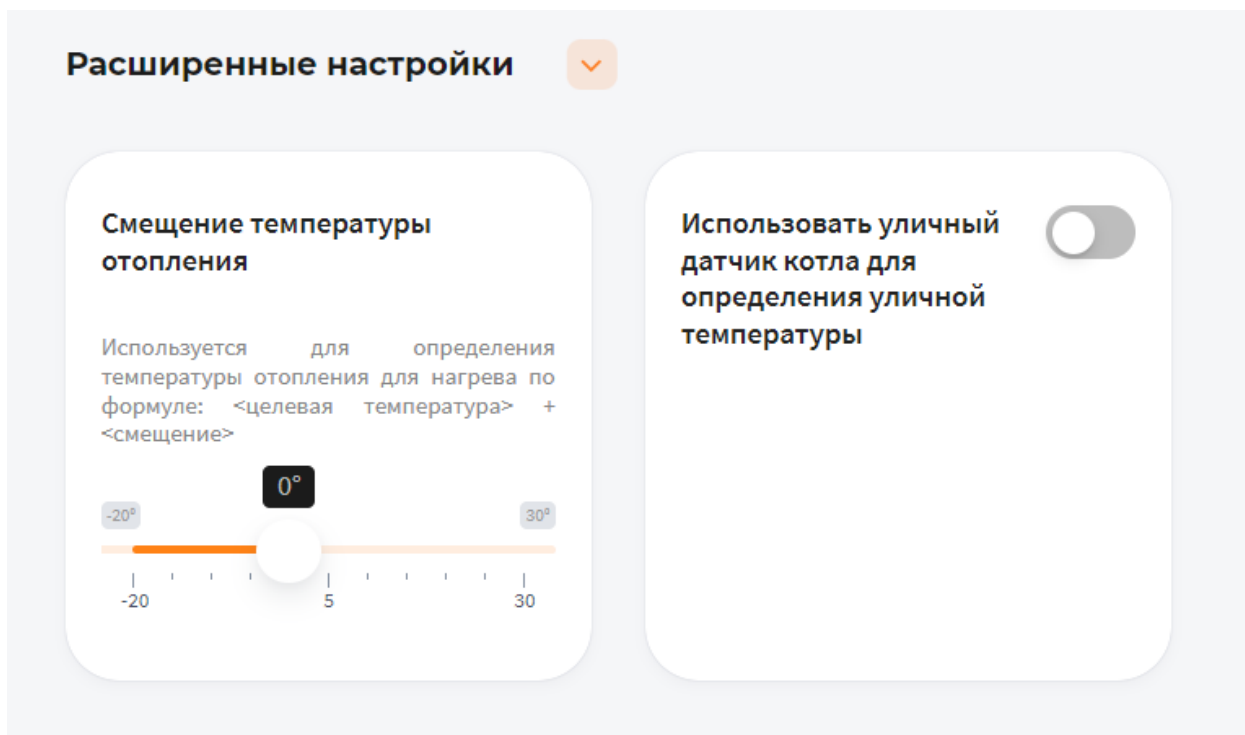 Расширенные настройки
Смещение температуры
отопления
Используется для определения
температуры отопления для нагрева по
формуле: <целевая температура> +
<смещение>
0°
-20° 30°
-20 5 30
Использовать уличный
датчик котла для
определения уличной
температуры